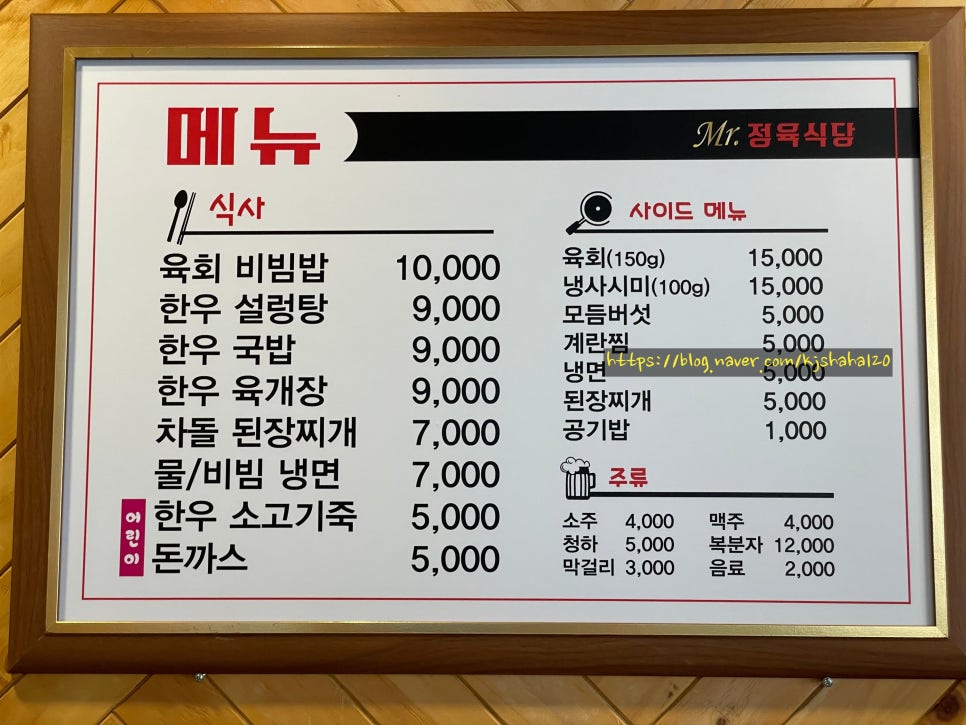 메뉴
Mr. 정육식당
식사
육회 비빔밥 10,000
한우 설렁탕 9,000
한우 국밥 9,000
한우 육개장 9,000
차돌 된장찌개 7,000
물/비빔 냉면 7,000
어린이
한우 소고기죽 5,000
돈까스 5,000
사이드 메뉴
육회(150g) 15,000
냉사시미(100g) 15,000
모듬버섯 5,000
계란찜 5,000
https://blog.naver.com/kjshaha120
냉면 5,000
된장찌개 5,000
공기밥 1,000
주류
소주 4,000 맥주 4,000
청하 5,000 복분자 12,000
막걸리 3,000 음료 2,000